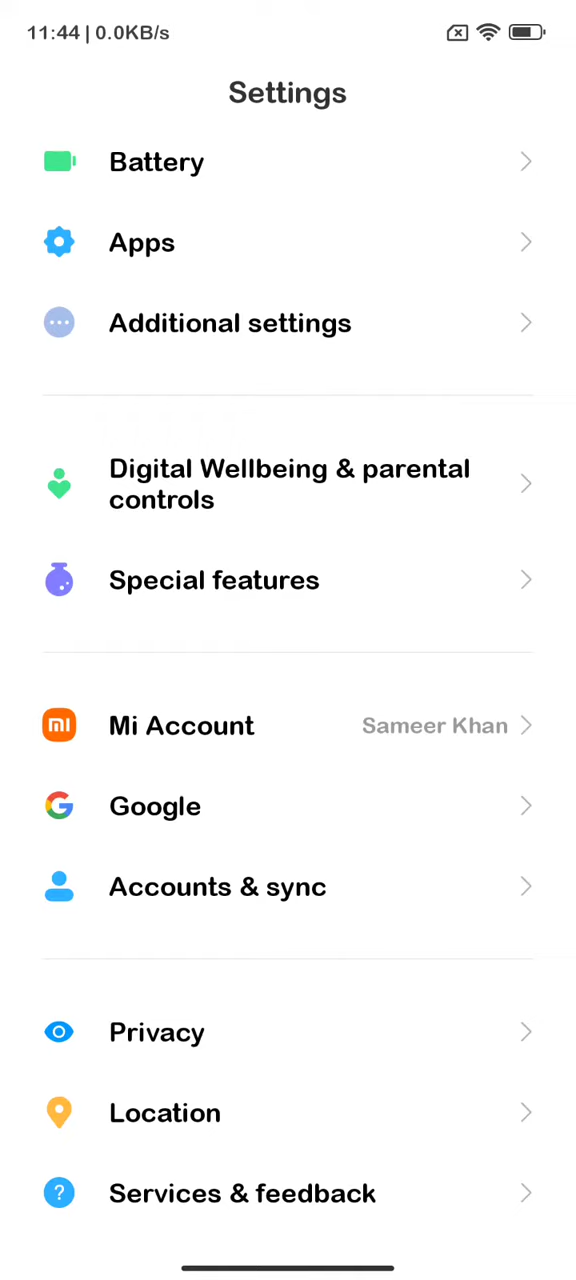 11:44 | 0.0KB/s
Settings
Battery
Apps
Additional settings
Digital Wellbeing & parental
controls
Special features
mi Mi Account Sameer Khan
Google
Accounts & sync
Privacy
Location
? Services & feedback